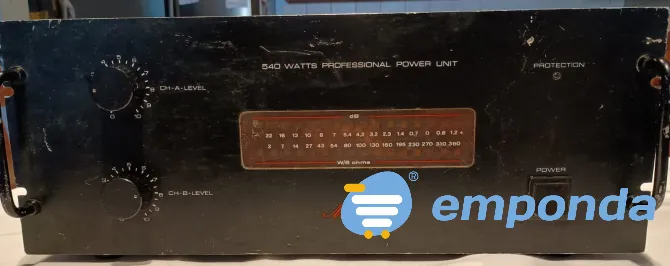 540 WATTS PROFESSIONAL POWER UNIT
PROTECTION
CH-A-LEVEL
dB
22 16 13 10 8 7 5.4 4.3 3.2 2.3 1.4 0.7 0 0.8 1.2 +
2 7 14 27 43 54 80 100 130 160 195 230 270 310 360
W/8 ohms
POWER
CH-B-LEVEL
emponda
®